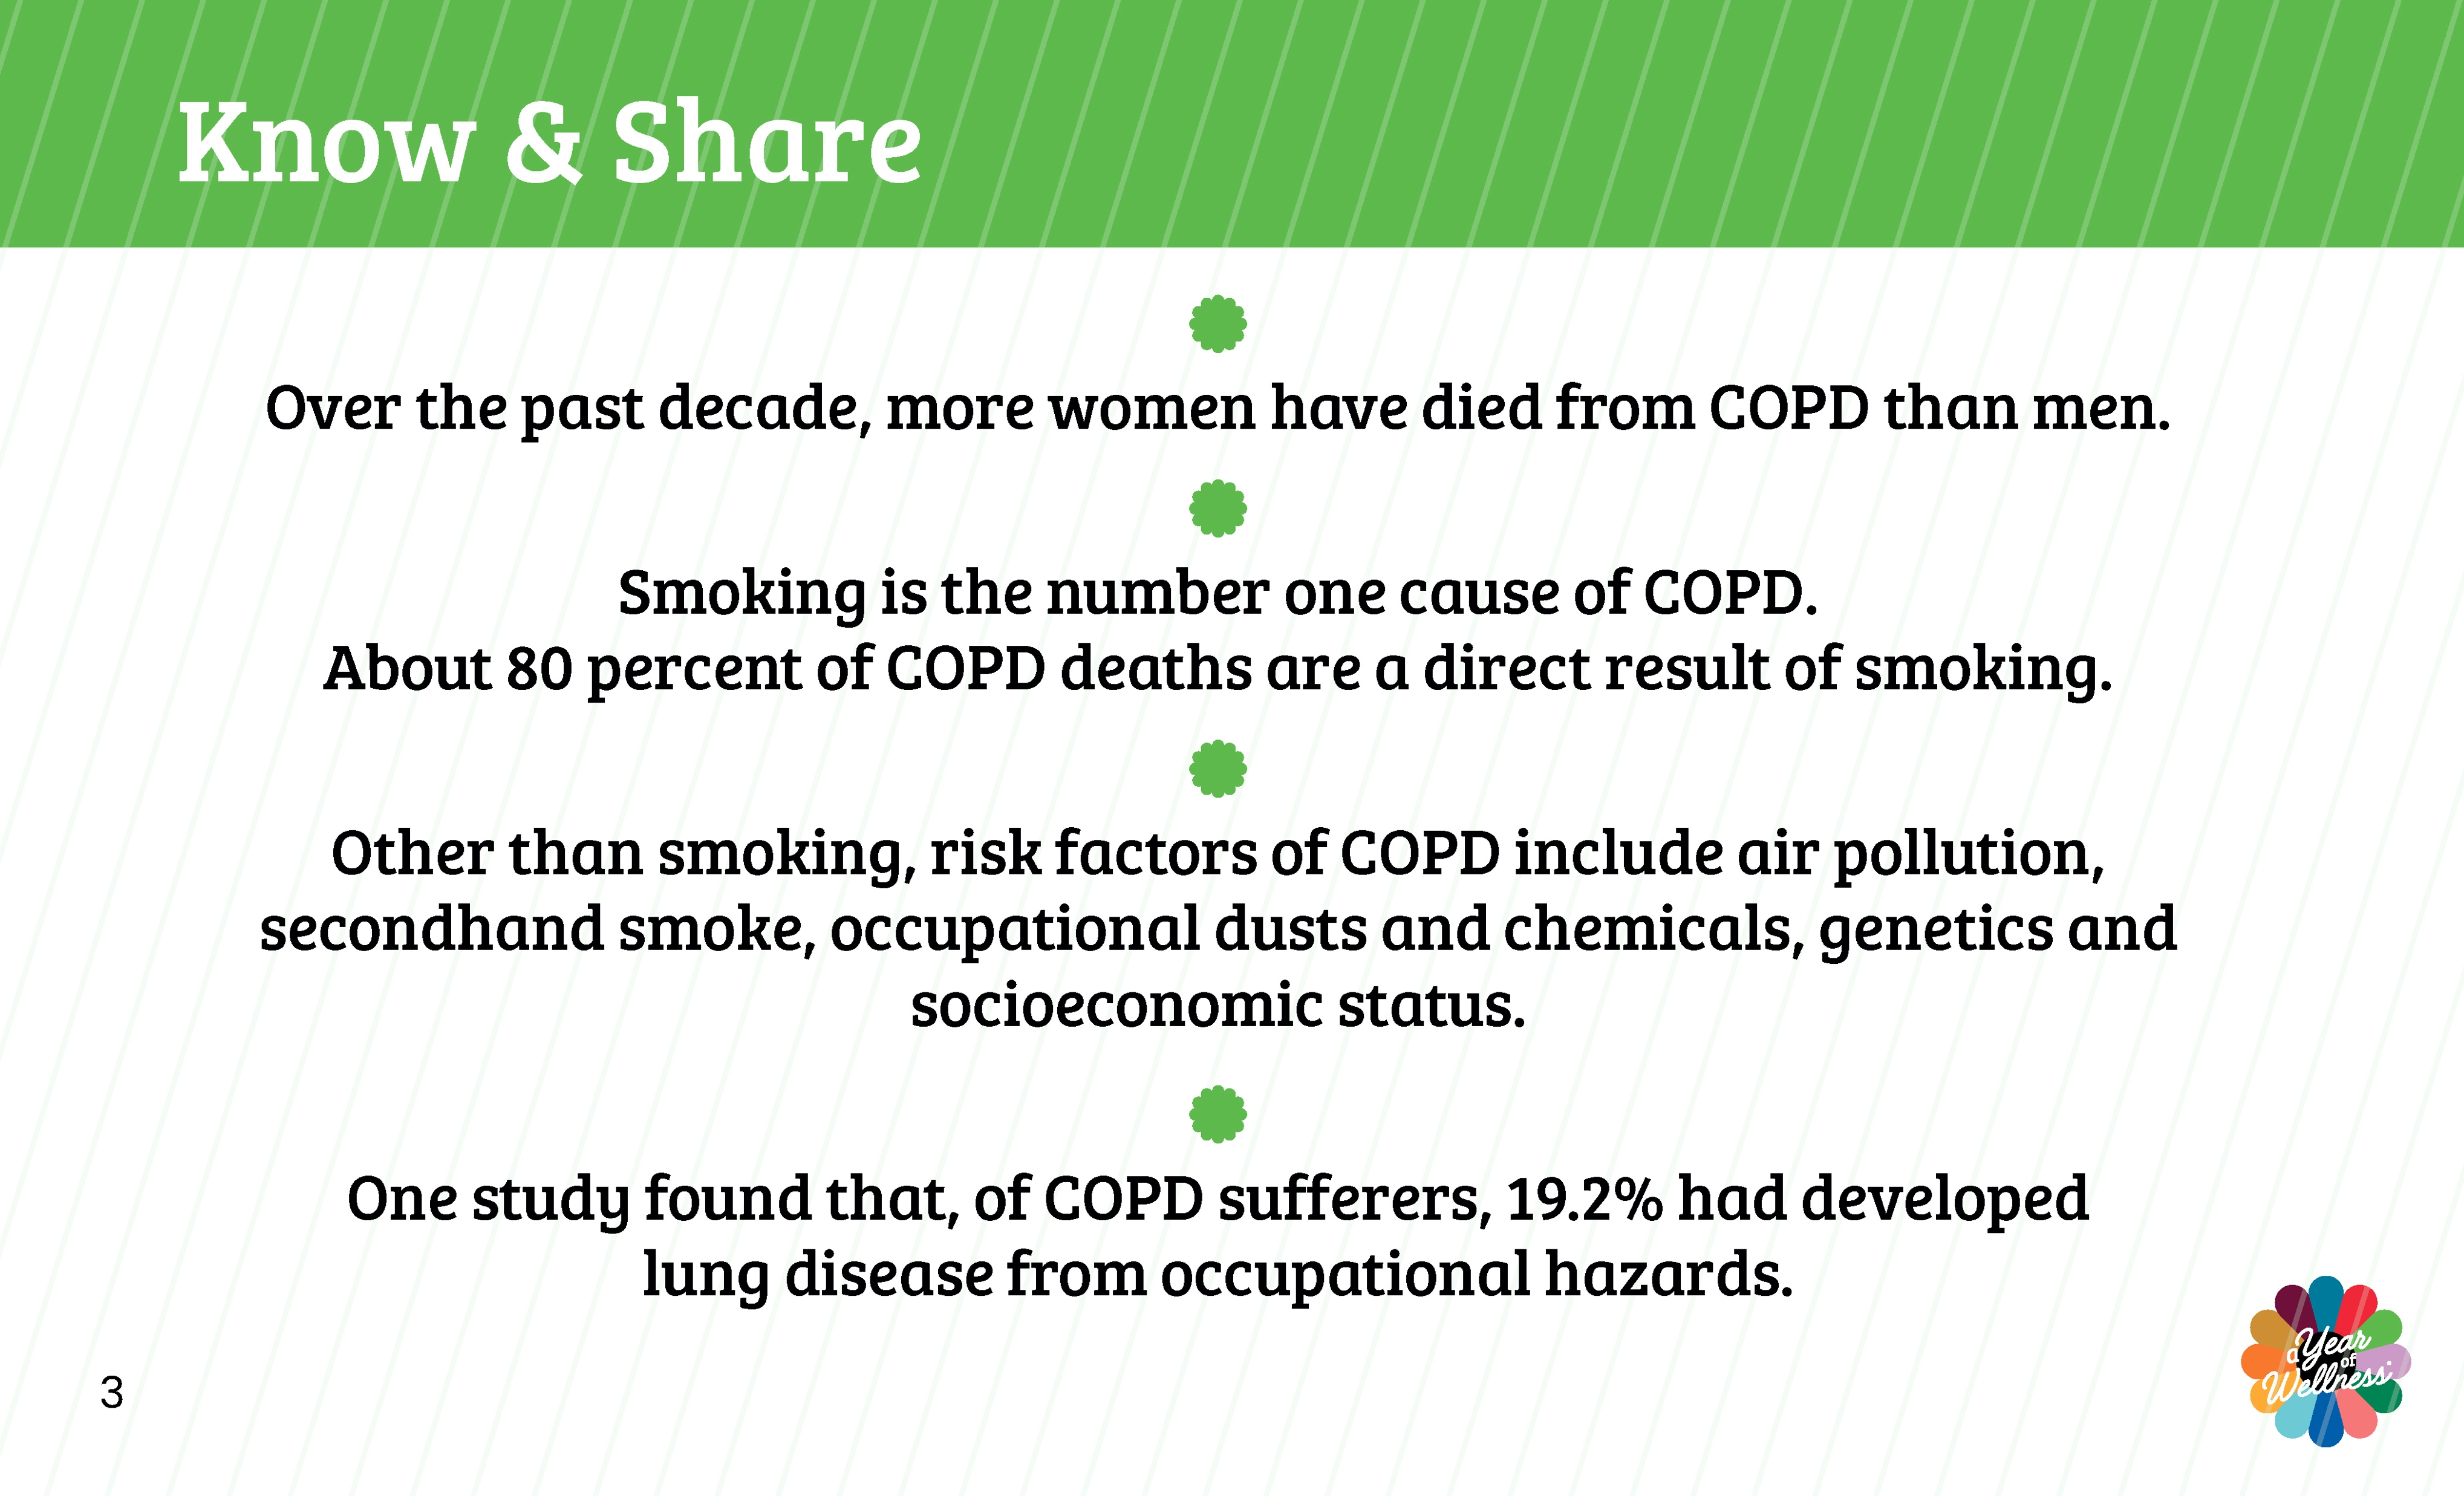 Know & Share
Over the past decade, more women have died from COPD than men.
Smoking is the number one cause of COPD.
About 80 percent of COPD deaths are a direct result of smoking.
Other than smoking, risk factors of COPD include air pollution,
secondhand smoke, occupational dusts and chemicals, genetics and
socioeconomic status.
One study found that, of COPD sufferers, 19.2% had developed
lung disease from occupational hazards.
3
a Year of
Wellness